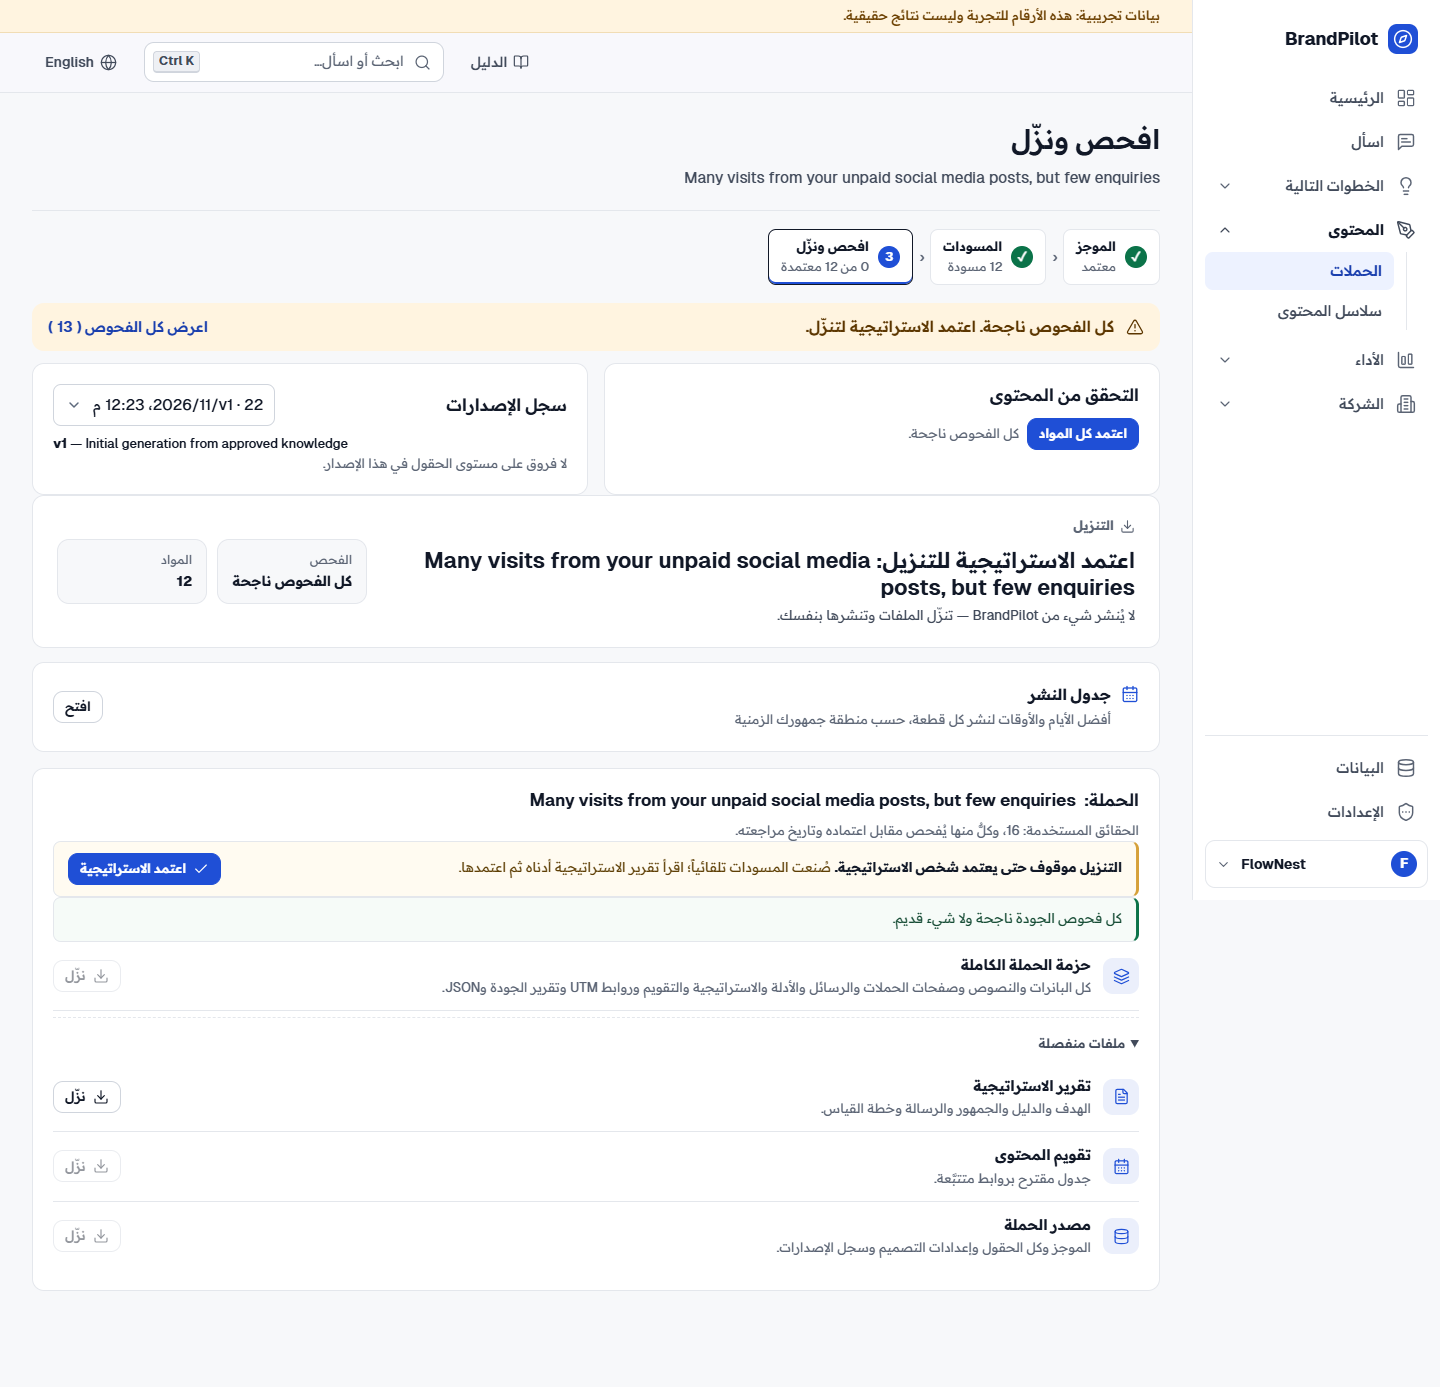 بيانات تجريبية: هذه الأرقام للتجربة وليست نتائج حقيقية.
BrandPilot
الرئيسية
اسأل
الخطوات التالية
المحتوى
الحملات
سلاسل المحتوى
الأداء
الشركة
البيانات
الإعدادات
F FlowNest
الدليل
ابحث أو اسأل...
Ctrl K
English
افحص ونزّل
Many visits from your unpaid social media posts, but few enquiries
الموجز
معتمد
المسودات
12 مسودة
3
افحص ونزّل
0 من 12 معتمدة
كل الفحوص ناجحة. اعتمد الاستراتيجية لتنزّل.
اعرض كل الفحوص ( 13 )
التحقق من المحتوى
اعتمد كل المواد
كل الفحوص ناجحة.
سجل الإصدارات
22 · v1/11/2026، 12:23 م
v1 — Initial generation from approved knowledge
لا فروق على مستوى الحقول في هذا الإصدار.
التنزيل
اعتمد الاستراتيجية للتنزيل: Many visits from your unpaid social media
posts, but few enquiries
لا يُنشر شيء من BrandPilot — تنزّل الملفات وتنشرها بنفسك.
الفحص
كل الفحوص ناجحة
المواد
12
جدول النشر
أفضل الأيام والأوقات لنشر كل قطعة، حسب منطقة جمهورك الزمنية
افتح
الحملة: Many visits from your unpaid social media posts, but few enquiries
الحقائق المستخدمة: 16، وكلٌّ منها يُفحص مقابل اعتماده وتاريخ مراجعته.
التنزيل موقوف حتى يعتمد شخص الاستراتيجية. صُنعت المسودات تلقائياً؛ اقرأ تقرير الاستراتيجية أدناه ثم اعتمدها.
اعتمد الاستراتيجية
كل فحوص الجودة ناجحة ولا شيء قديم.
حزمة الحملة الكاملة
كل البانرات والنصوص وصفحات الحملات والرسائل والأدلة والاستراتيجية والتقويم وروابط UTM وتقرير الجودة وJSON.
نزّل
ملفات منفصلة
تقرير الاستراتيجية
الهدف والدليل والجمهور والرسالة وخطة القياس.
نزّل
تقويم المحتوى
جدول مقترح بروابط متتبَّعة.
نزّل
مصدر الحملة
الموجز وكل الحقول وإعدادات التصميم وسجل الإصدارات.
نزّل